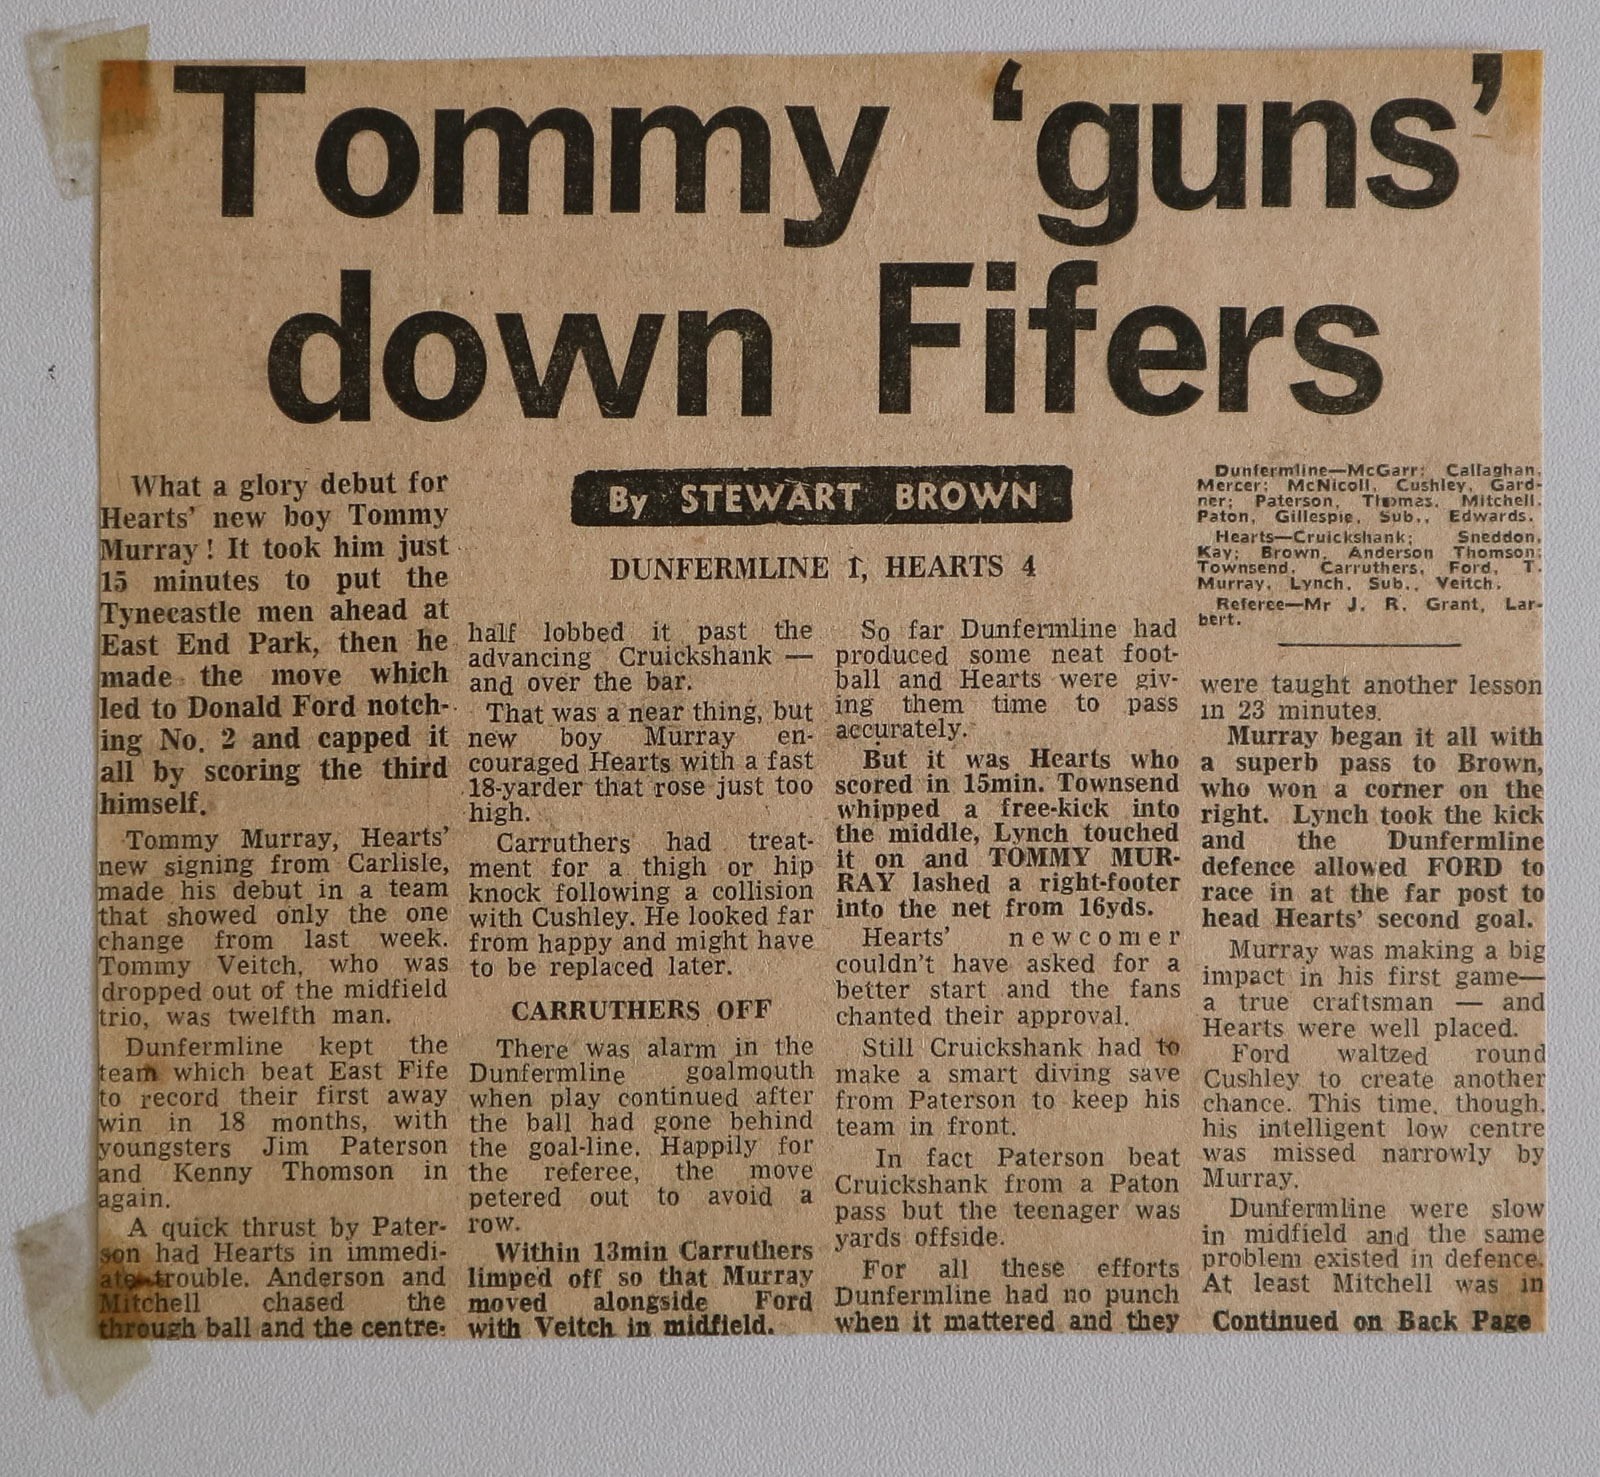 Tommy ‘guns’
down Fifers
What a glory debut for
Hearts’ new boy Tommy
Murray! It took him just
15 minutes to put the
Tynecastle men ahead at
East End Park, then he
made the move which
led to Donald Ford notch-
ing No. 2 and capped it
all by scoring the third
himself.
Tommy Murray, Hearts’
new signing from Carlisle,
made his debut in a team
that showed only the one
change from last week.
Tommy Veitch, who was
dropped out of the midfield
trio, was twelfth man.
Dunfermline kept the
team which beat East Fife
to record their first away
win in 18 months, with
youngsters Jim Paterson
and Kenny Thomson in
again.
A quick thrust by Pater-
son had Hearts in immedi-
ate trouble. Anderson and
Mitchell chased the
through ball and the centre-
By STEWART BROWN
DUNFERMLINE 1, HEARTS 4
half lobbed it past the
advancing Cruickshank —
and over the bar.
That was a near thing, but
new boy Murray en-
couraged Hearts with a fast
18-yarder that rose just too
high.
Carruthers had treat-
ment for a thigh or hip
knock following a collision
with Cushley. He looked far
from happy and might have
to be replaced later.
CARRUTHERS OFF
There was alarm in the
Dunfermline goalmouth
when play continued after
the ball had gone behind
the goal-line. Happily for
the referee, the move
petered out to avoid a
row.
Within 13min Carruthers
limped off so that Murray
moved alongside Ford
with Veitch in midfield.
So far Dunfermline had
produced some neat foot-
ball and Hearts were giv-
ing them time to pass
accurately.
But it was Hearts who
scored in 15min. Townsend
whipped a free-kick into
the middle, Lynch touched
it on and TOMMY MUR-
RAY lashed a right-footer
into the net from 16yds.
Hearts’ newcomer
couldn’t have asked for a
better start and the fans
chanted their approval.
Still Cruickshank had to
make a smart diving save
from Paterson to keep his
team in front.
In fact Paterson beat
Cruickshank from a Paton
pass but the teenager was
yards offside.
For all these efforts
Dunfermline had no punch
when it mattered and they
Dunfermline—McGarr; Callaghan,
Mercer; McNicoll, Cushley, Gard-
ner; Paterson, Thomas, Mitchell,
Paton, Gillespie, Sub., Edwards.
Hearts—Cruickshank; Sneddon,
Kay; Brown, Anderson Thomson;
Townsend, Carruthers, Ford, T.
Murray, Lynch, Sub., Veitch.
Referee—Mr J. R. Grant, Lar-
bert.
were taught another lesson
in 23 minutes.
Murray began it all with
a superb pass to Brown,
who won a corner on the
right. Lynch took the kick
and the Dunfermline
defence allowed FORD to
race in at the far post to
head Hearts’ second goal.
Murray was making a big
impact in his first game—
a true craftsman — and
Hearts were well placed.
Ford waltzed round
Cushley to create another
chance. This time, though,
his intelligent low centre
was missed narrowly by
Murray.
Dunfermline were slow
in midfield and the same
problem existed in defence.
At least Mitchell was in
Continued on Back Page